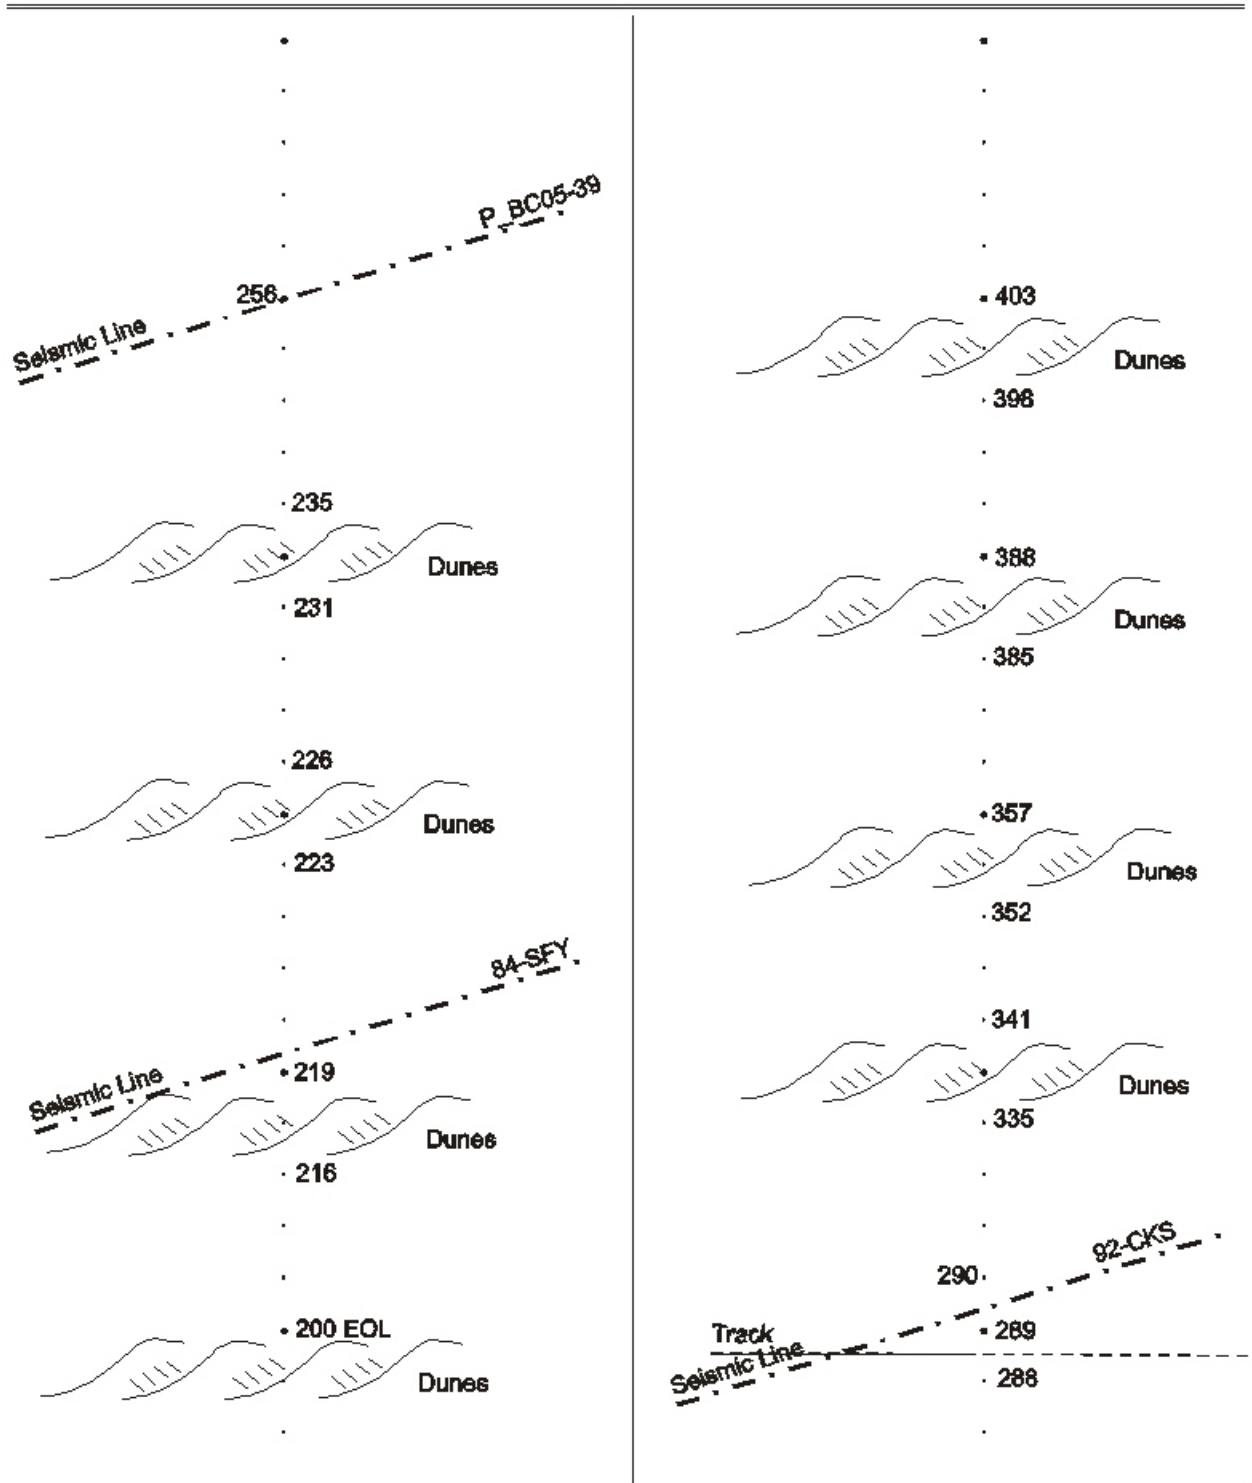 P_BC05-39
256
Seismic Line
235
Dunes
231
226
Dunes
223
84-SFY
Seismic Line
219
Dunes
216
200 EOL
Dunes
403
Dunes
398
388
Dunes
385
357
Dunes
352
341
Dunes
335
92-CKS
290
289
Track
Seismic Line
288